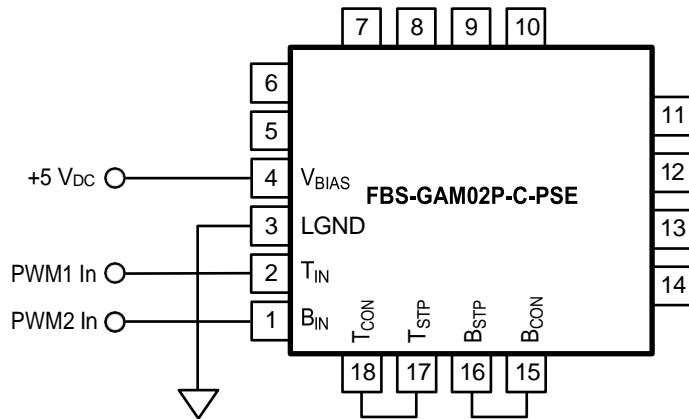 7 8 9 10
6
5
11
+5 VDC 4 VBIAS
12
FBS-GAM02P-C-PSE
3 LGND
13
PWM1 In 2 TIN
14
PWM2 In 1 BIN
TCON TSTP BSTP BCON
18 17 16 15